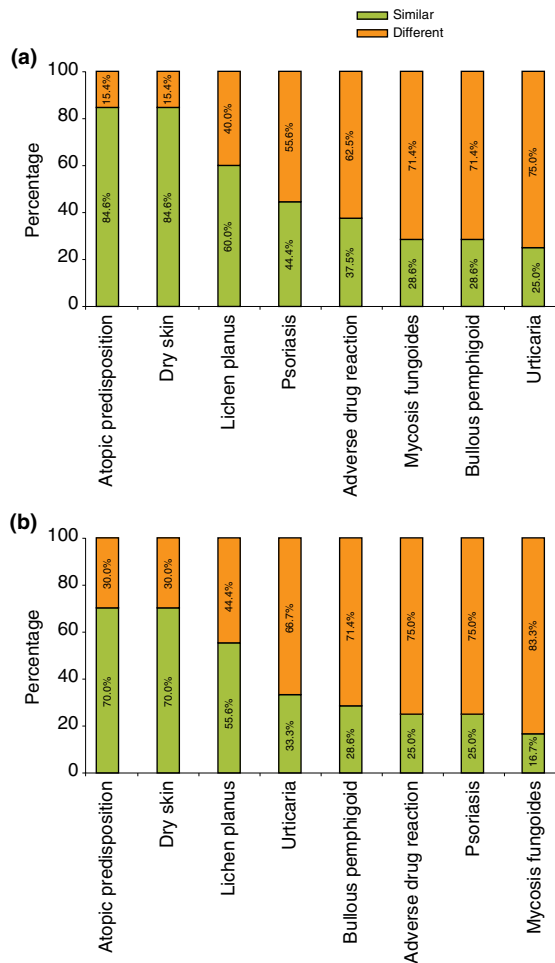 Similar
Different
(a)
100
80
60
40
20
0
Percentage
15.4%
84.6%
15.4%
84.6%
40.0%
60.0%
55.6%
44.4%
62.5%
37.5%
71.4%
28.6%
71.4%
28.6%
75.0%
25.0%
Atopic predisposition
Dry skin
Lichen planus
Psoriasis
Adverse drug reaction
Mycosis fungoides
Bullous pemphigoid
Urticaria
(b)
100
80
60
40
20
0
Percentage
30.0%
70.0%
30.0%
70.0%
44.4%
55.6%
66.7%
33.3%
71.4%
28.6%
75.0%
25.0%
75.0%
25.0%
83.3%
16.7%
Atopic predisposition
Dry skin
Lichen planus
Urticaria
Bullous pemphigoid
Adverse drug reaction
Psoriasis
Mycosis fungoides